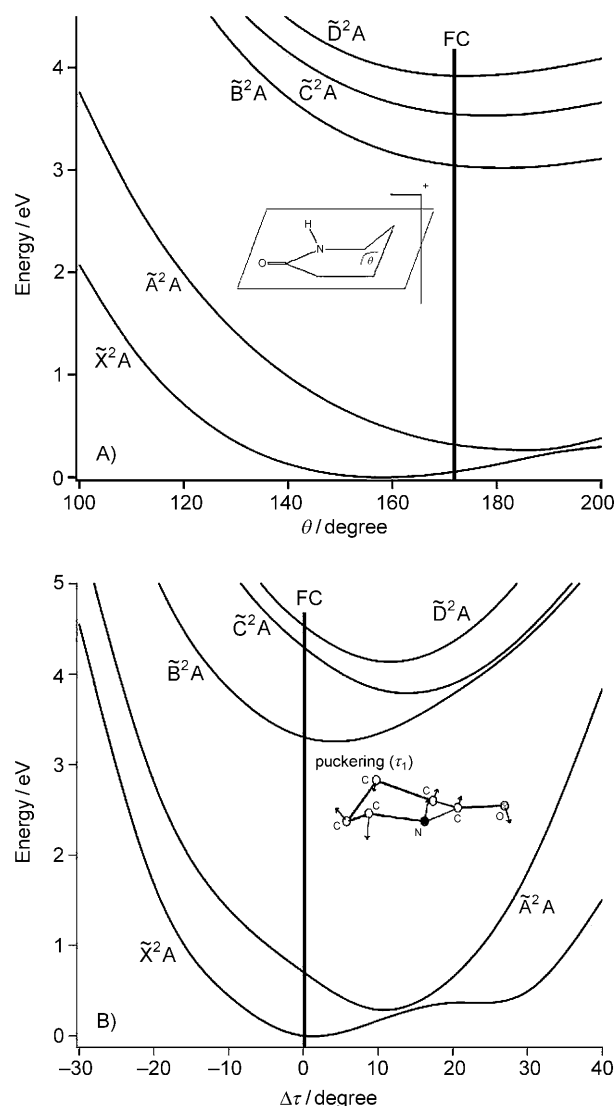 D̃²A
FC
4
C̃²A
B̃²A
3
+
H
N
O
θ
Energy / eV
2
òA
X̃²A
1
A)
0
100 120 140 160 180 200
θ / degree
5
FC
D̃²A
C̃²A
4
B̃²A
3
puckering (τ₁)
C
C
C
C
C
N
O
Energy / eV
2
òA
X̃²A
1
B)
0
–30 –20 –10 0 10 20 30 40
Δτ / degree